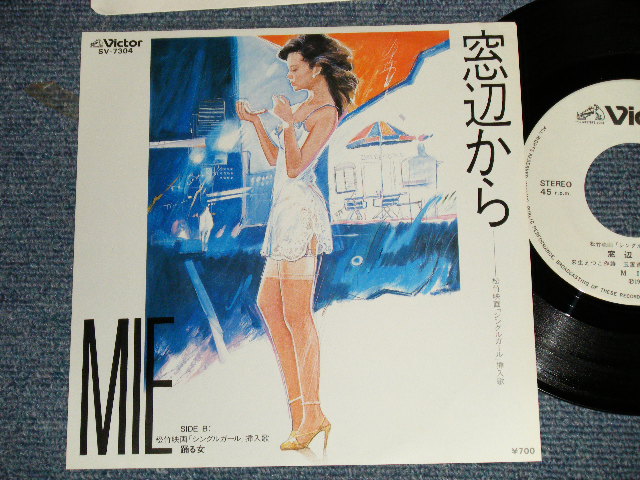 Victor
SV-7304
窓辺から
松竹映画「シングルガール」挿入歌
MIE
SIDE B:
松竹映画「シングルガール」挿入歌
踊る女
¥700
Victor
STEREO
45 r.p.m.
窓辺